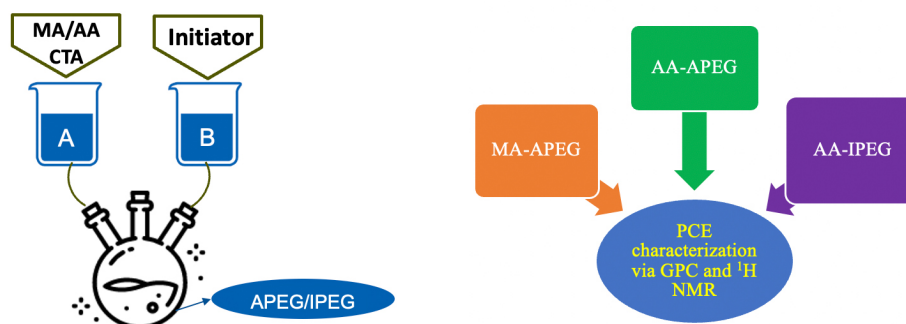 MA/AA
CTA
Initiator
A
B
APEG/IPEG
AA-APEG
MA-APEG
AA-IPEG
PCE
characterization
via GPC and ¹H
NMR